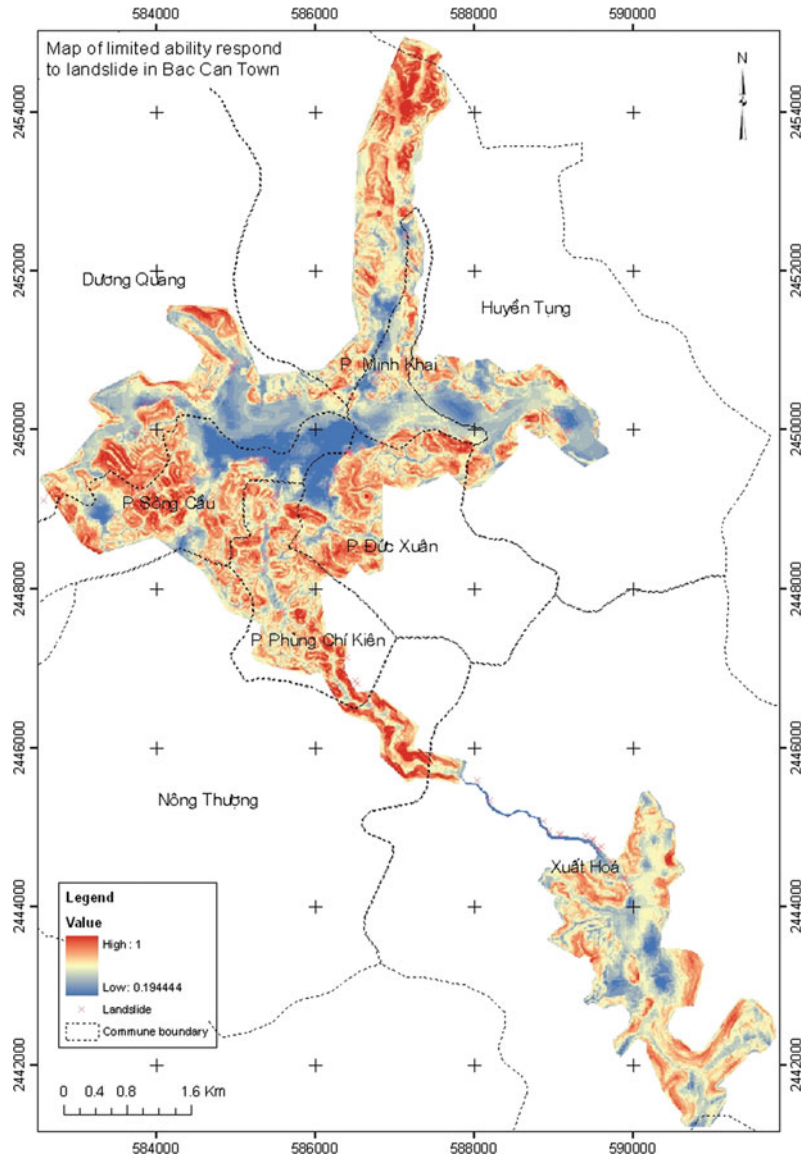 584000 586000 588000 590000
Map of limited ability respond
to landslide in Bac Can Town
N
2454000 2454000
2452000 2452000
Dương Quang
Huyền Tụng
P. Minh Khai
2450000 2450000
P. Sông Cầu
P. Đức Xuân
2448000 2448000
P. Phùng Chí Kiên
2446000 2446000
Nông Thượng
Xuất Hoá
Legend
Value
High : 1
Low: 0.194444
Landslide
Commune boundary
2444000 2444000
2442000 2442000
0 0.4 0.8 1.6 Km
584000 586000 588000 590000